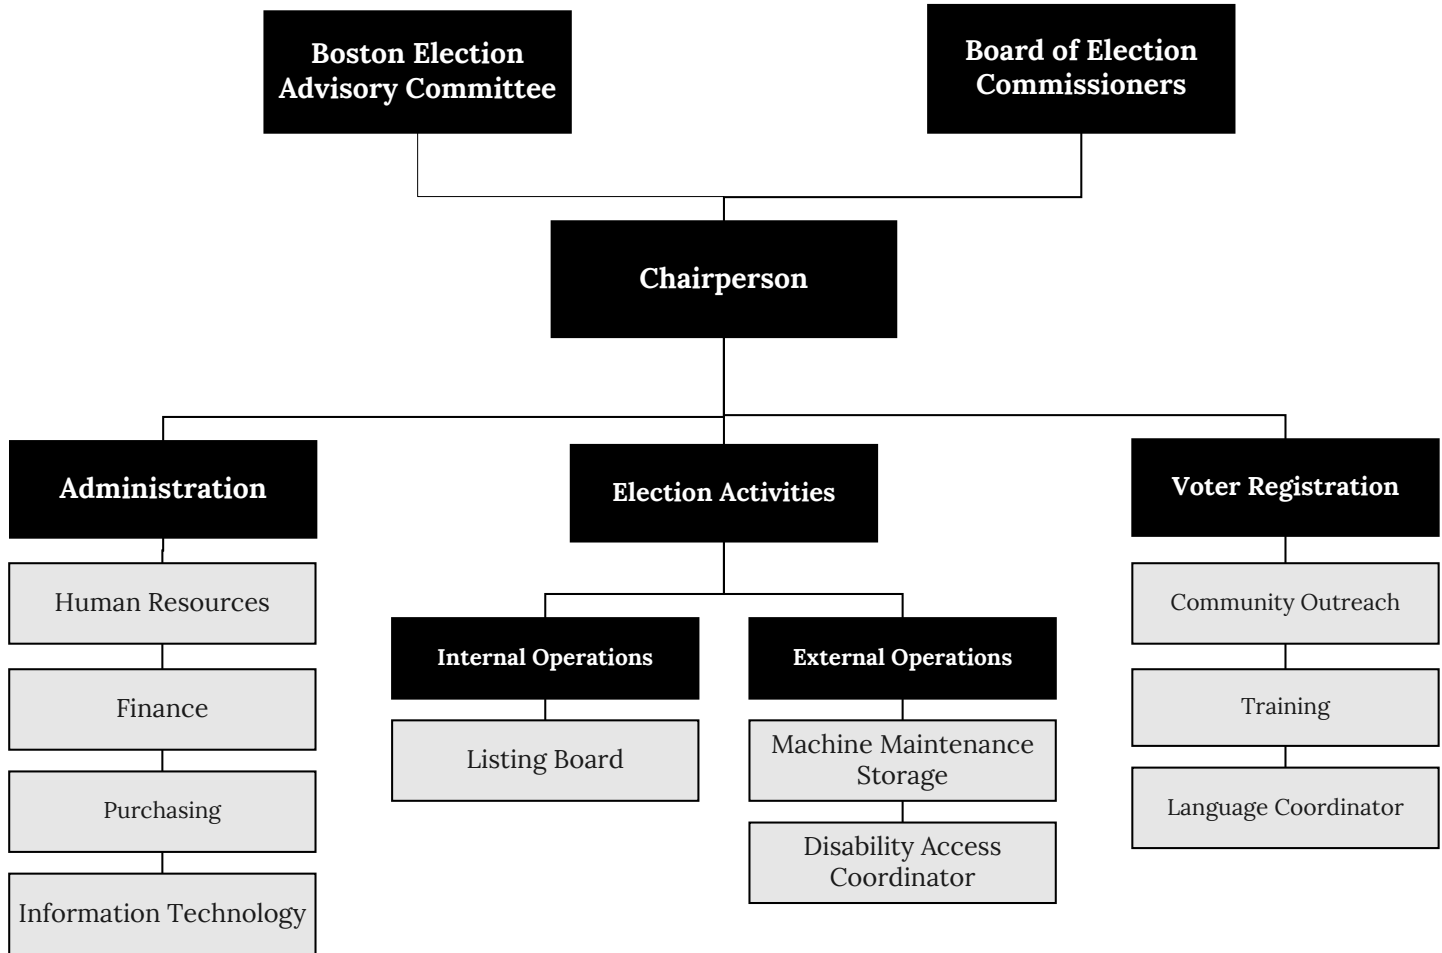 Boston Election
Advisory Committee
Board of Election
Commissioners
Chairperson
Administration
Election Activities
Voter Registration
Human Resources
Finance
Purchasing
Information Technology
Internal Operations
Listing Board
External Operations
Machine Maintenance
Storage
Disability Access
Coordinator
Community Outreach
Training
Language Coordinator